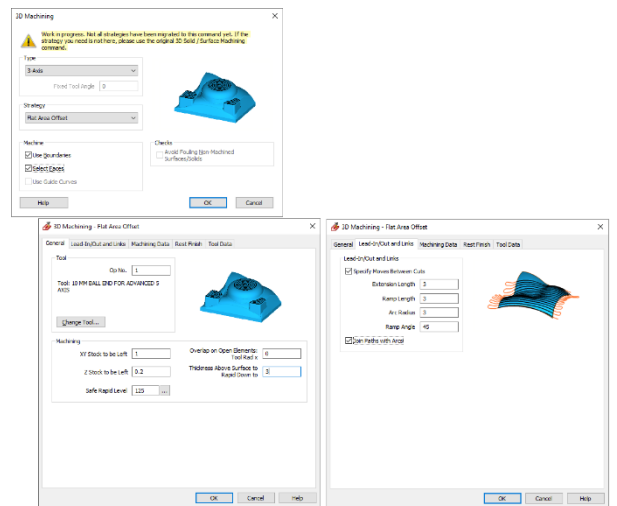 3D Machining
Work in progress. Not all strategies have been migrated to this command yet. If the
strategy you need is not here, please use the original 3D Solid / Surface Machining
command.
Type
3-Axis
Fixed Tool Angle 3
Strategy
Flat Area Offset
Machine
Use Boundaries
Select Faces
Use Guide Curves
Checks
Avoid Fouling Non Machined
Surfaces/Solids
Help OK Cancel
3D Machining - Flat Area Offset
General Lead-In/Out and Links Machining Data Rest Finish Tool Data
Tool
Op No. 1
Tool: 10 MM BALL END FOR ADVANCED 5
AXIS
Change Tool...
Machining
XY Stock to be Left 1
Z Stock to be Left 0.2
Safe Rapid Level 125 ...
Overlap on Open Elements:
Tool Rad x
Thickness Above Surface to
Rapid Down to 3
OK Cancel Help
3D Machining - Flat Area Offset
General Lead-In/Out and Links Machining Data Rest Finish Tool Data
Lead-In/Out and Links
Specify Moves Between Cuts
Extension Length 3
Ramp Length 3
Arc Radius 3
Ramp Angle 45
Join Paths with Arcs
OK Cancel Help